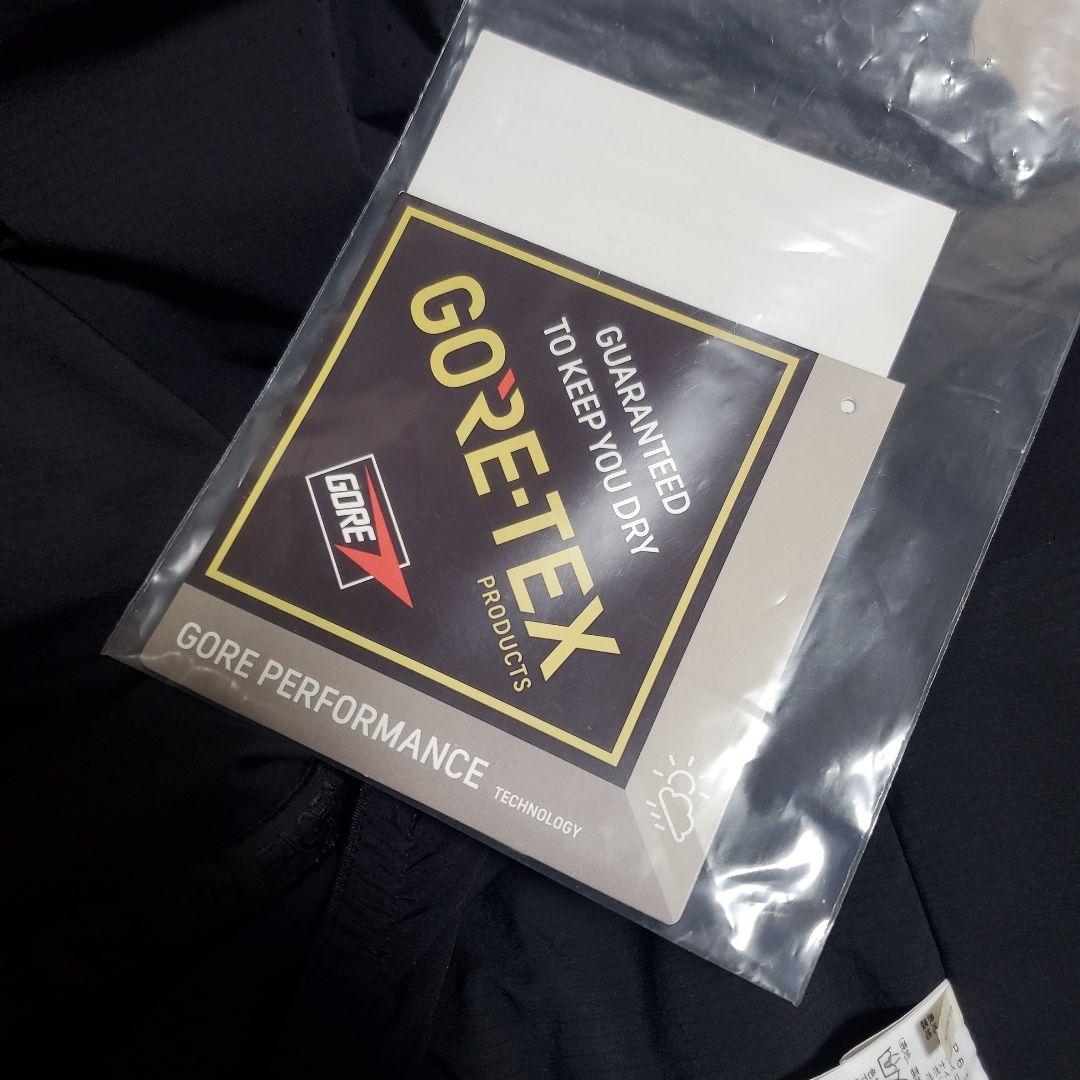 GUARANTEED
TO KEEP YOU DRY
GORE-TEX
PRODUCTS
GORE
GORE PERFORMANCE TECHNOLOGY